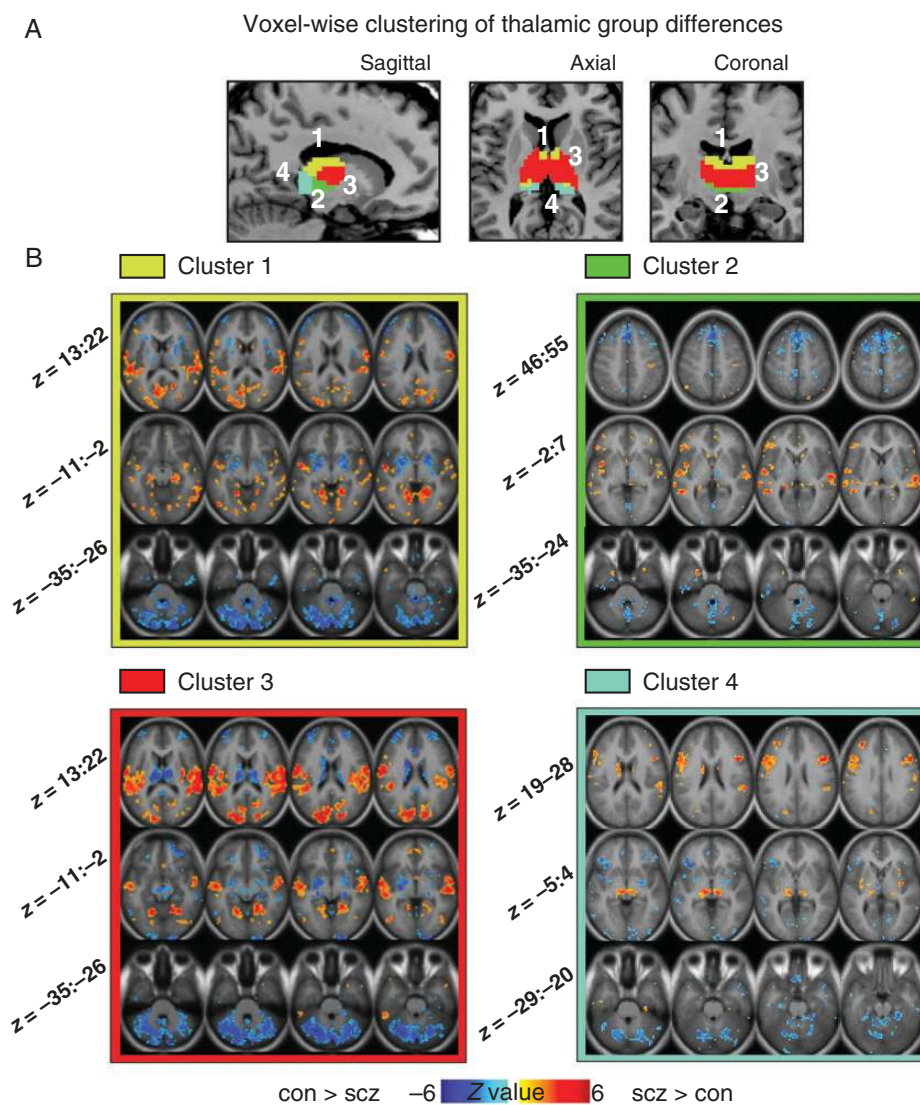 A
Voxel-wise clustering of thalamic group differences
Sagittal
Axial
Coronal
1
4
3
2
1
3
4
1
3
2
B
Cluster 1
z = 13:22
z = –11:–2
z = –35:–26
Cluster 2
z = 46:55
z = –2:7
z = –35:–24
Cluster 3
z = 13:22
z = –11:–2
z = –35:–26
Cluster 4
z = 19–28
z = –5:4
z = –29:–20
con > scz –6 Z value 6 scz > con